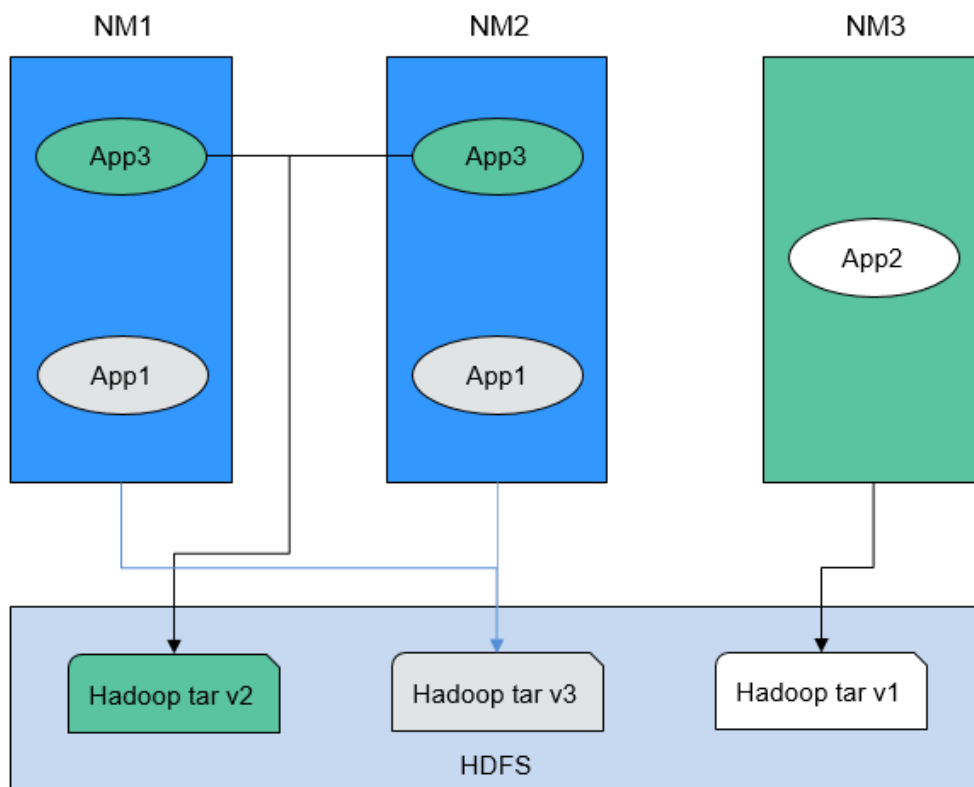 NM1
NM2
NM3
App3
App3
App2
App1
App1
Hadoop tar v2
Hadoop tar v3
Hadoop tar v1
HDFS